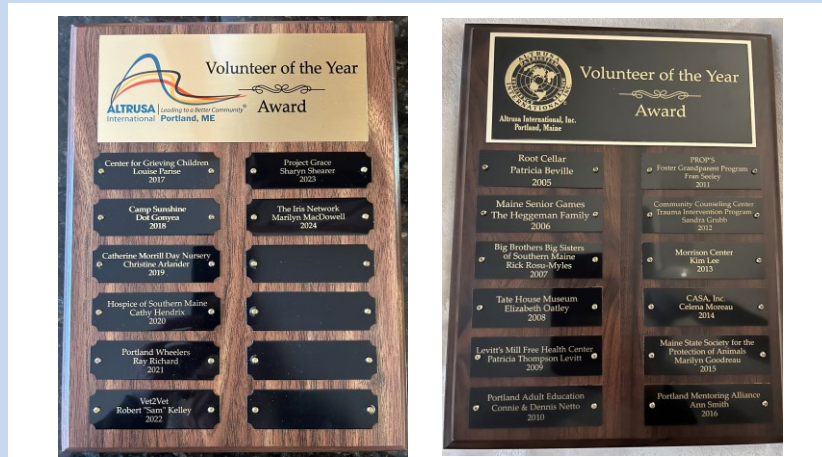 Volunteer of the Year
Award
ALTRUSA
International
Leading to a Better Community®
Portland, ME
Center for Grieving Children
Louise Parise
2017
Camp Sunshine
Dot Gonyea
2018
Catherine Morrill Day Nursery
Christine Arlander
2019
Hospice of Southern Maine
Cathy Hendrix
2020
Portland Wheelers
Ray Richard
2021
Vet2Vet
Robert "Sam" Kelley
2022
Project Grace
Sharyn Shearer
2023
The Iris Network
Marilyn MacDowell
2024
ALTRUSA
INTERNATIONAL INC
Altrusa International, Inc.
Portland, Maine
Volunteer of the Year
Award
Root Cellar
Patricia Beville
2005
Maine Senior Games
The Heggeman Family
2006
Big Brothers Big Sisters
of Southern Maine
Rick Rosu-Myles
2007
Tate House Museum
Elizabeth Oatley
2008
Levitt's Mill Free Health Center
Patricia Thompson Levitt
2009
Portland Adult Education
Connie & Dennis Netto
2010
PROP'S
Foster Grandparent Program
Fran Seeley
2011
Community Counseling Center
Trauma Intervention Program
Sandra Grubb
2012
Morrison Center
Kim Lee
2013
CASA, Inc.
Celena Moreau
2014
Maine State Society for the
Protection of Animals
Marilyn Goodreau
2015
Portland Mentoring Alliance
Ann Smith
2016